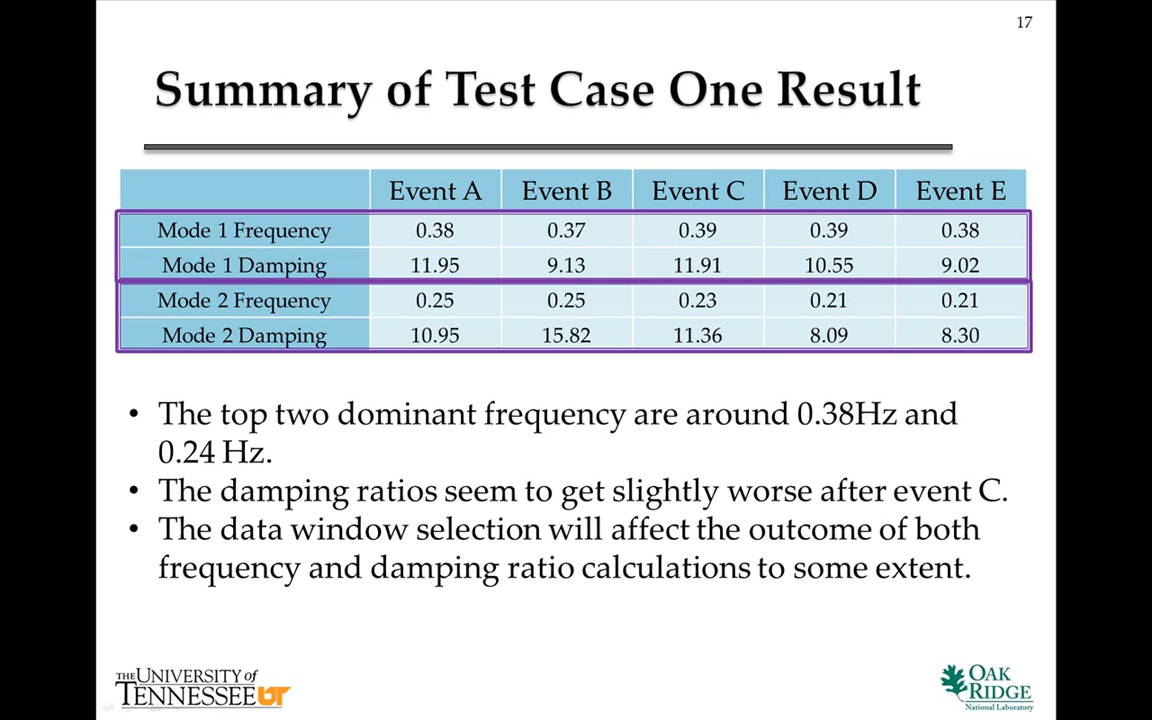 17
Summary of Test Case One Result
Event A Event B Event C Event D Event E
Mode 1 Frequency 0.38 0.37 0.39 0.39 0.38
Mode 1 Damping 11.95 9.13 11.91 10.55 9.02
Mode 2 Frequency 0.25 0.25 0.23 0.21 0.21
Mode 2 Damping 10.95 15.82 11.36 8.09 8.30
• The top two dominant frequency are around 0.38Hz and
0.24 Hz.
• The damping ratios seem to get slightly worse after event C.
• The data window selection will affect the outcome of both
frequency and damping ratio calculations to some extent.
THE UNIVERSITY of
TENNESSEE UT
OAK
RIDGE
National Laboratory